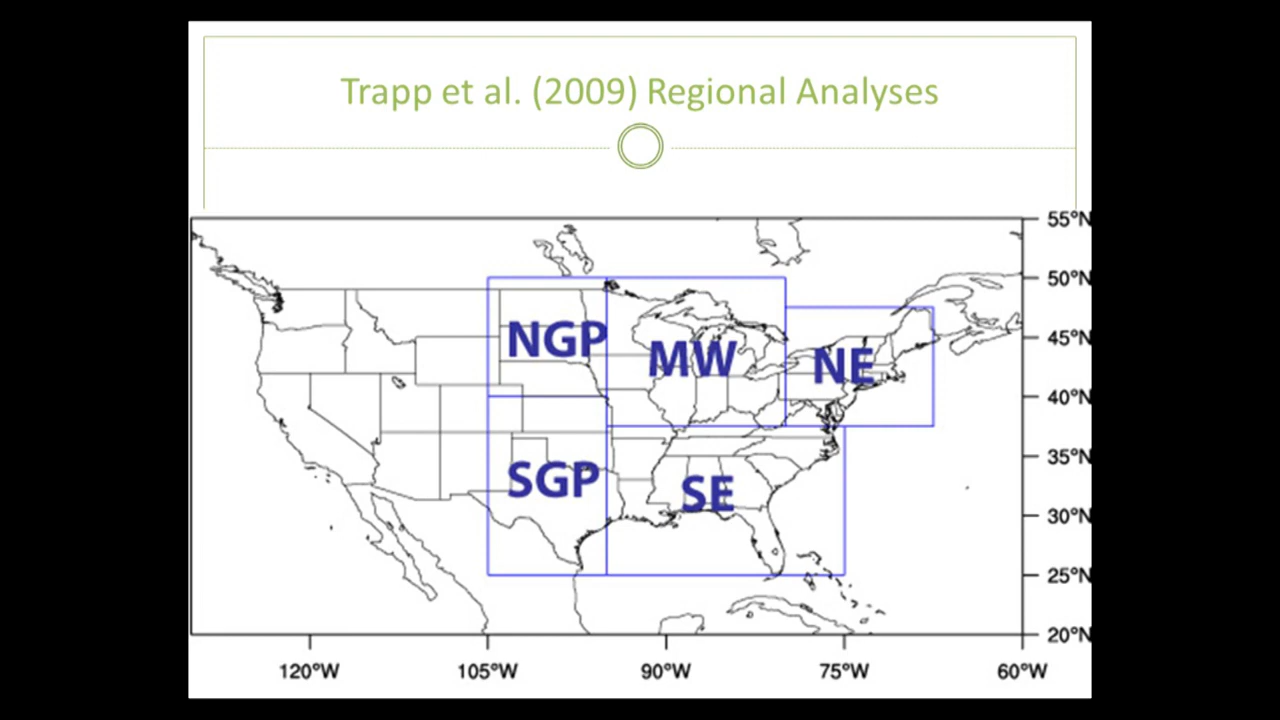 Trapp et al. (2009) Regional Analyses
55°N
50°N
NGP
MW
NE
45°N
40°N
SGP
SE
35°N
30°N
25°N
20°N
120°W 105°W 90°W 75°W 60°W